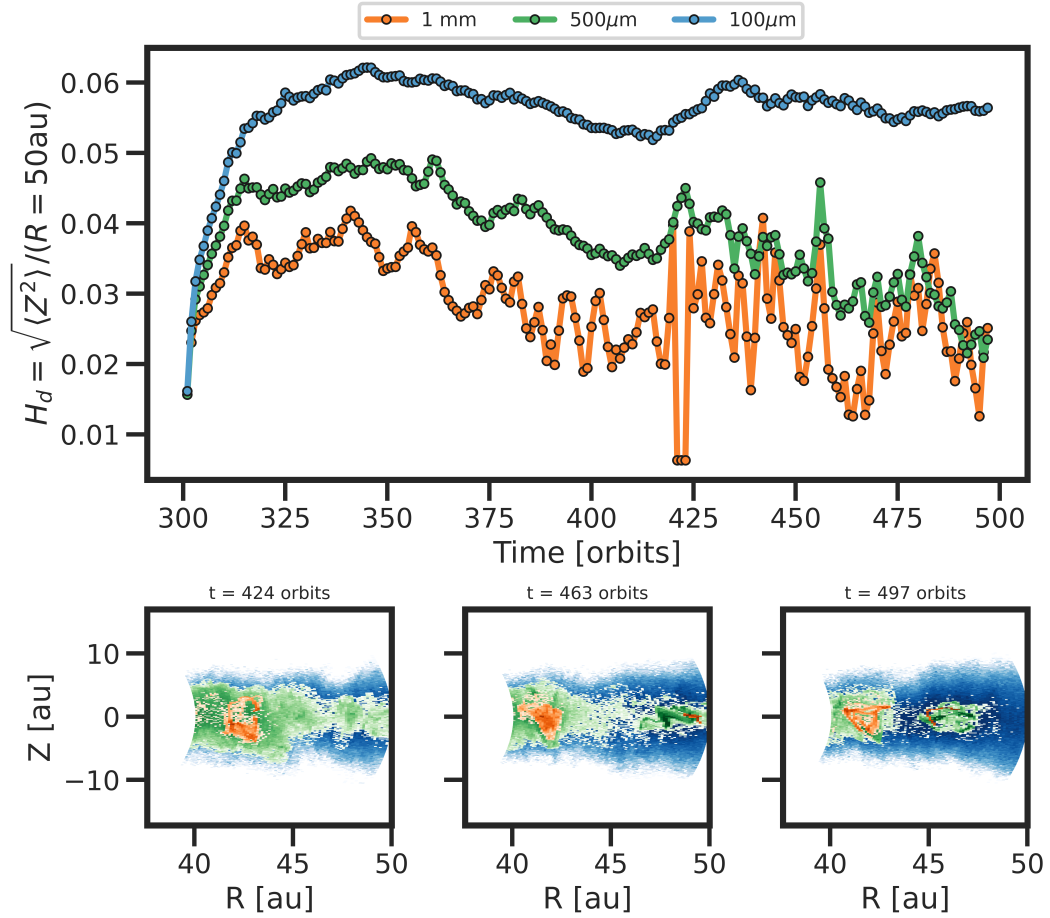 1 mm 500μm 100μm
0.06
0.05
0.04
0.03
0.02
0.01
H_d = √⟨Z²⟩/(R = 50au)
300 325 350 375 400 425 450 475 500
Time [orbits]
t = 424 orbits t = 463 orbits t = 497 orbits
10
0
−10
Z [au]
40 45 50 40 45 50 40 45 50
R [au] R [au] R [au]